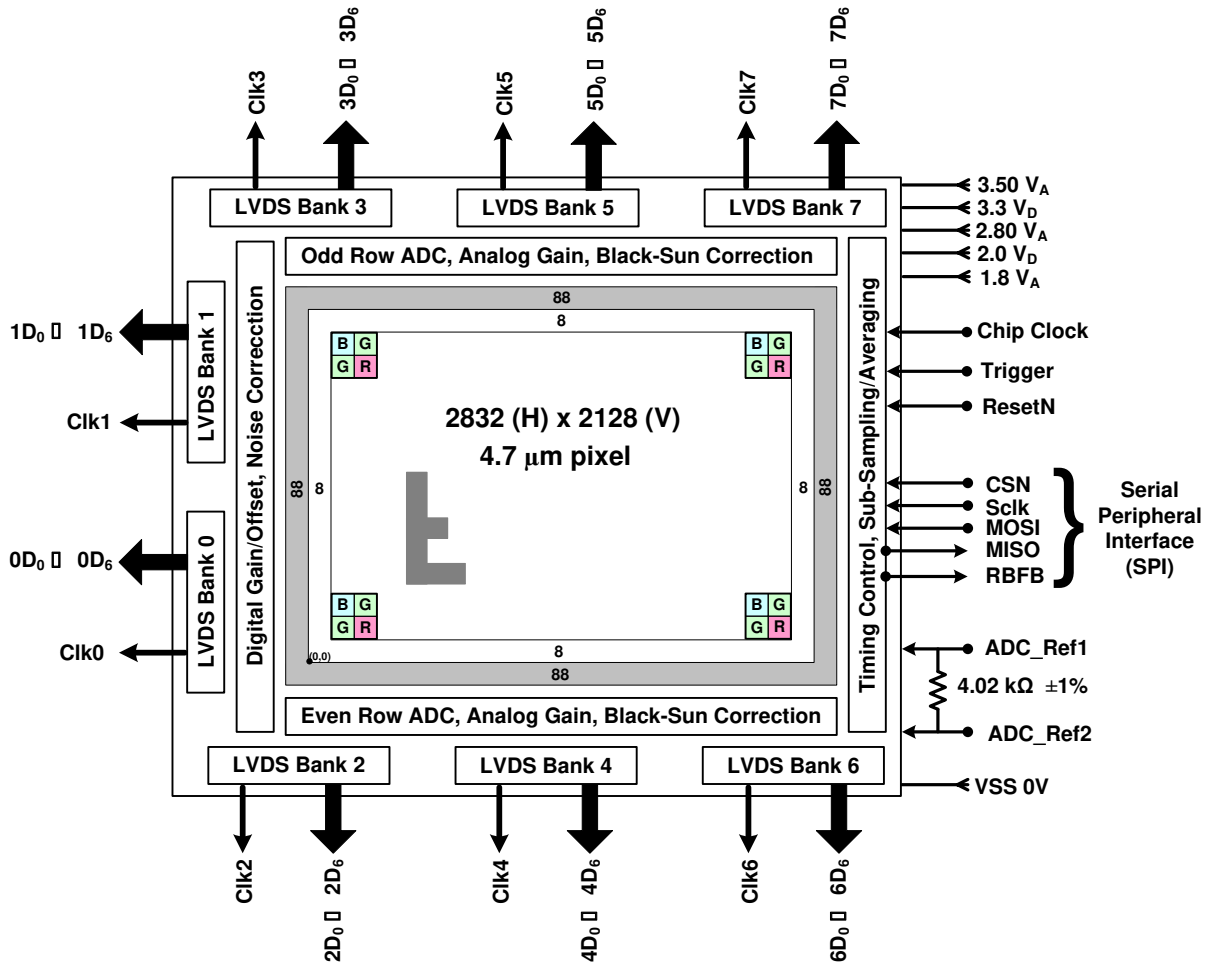 3D₀ ▯ 3D₆
5D₀ ▯ 5D₆
7D₀ ▯ 7D₆
Clk3
Clk5
Clk7
LVDS Bank 3
LVDS Bank 5
LVDS Bank 7
3.50 V_A
3.3 V_D
2.80 V_A
2.0 V_D
1.8 V_A
Odd Row ADC, Analog Gain, Black-Sun Correction
88
8
1D₀ ▯ 1D₆
Clk1
LVDS Bank 1
0D₀ ▯ 0D₆
Clk0
LVDS Bank 0
Digital Gain/Offset, Noise Correction
88
8
B G
G R
B G
G R
2832 (H) x 2128 (V)
4.7 μm pixel
8
88
B G
G R
B G
G R
(0,0)
8
88
Timing Control, Sub-Sampling/Averaging
Chip Clock
Trigger
ResetN
CSN
Sclk
MOSI
MISO
RBFB
Serial
Peripheral
Interface
(SPI)
ADC_Ref1
4.02 kΩ ±1%
ADC_Ref2
VSS 0V
Even Row ADC, Analog Gain, Black-Sun Correction
LVDS Bank 2
LVDS Bank 4
LVDS Bank 6
Clk2
2D₀ ▯ 2D₆
Clk4
4D₀ ▯ 4D₆
Clk6
6D₀ ▯ 6D₆